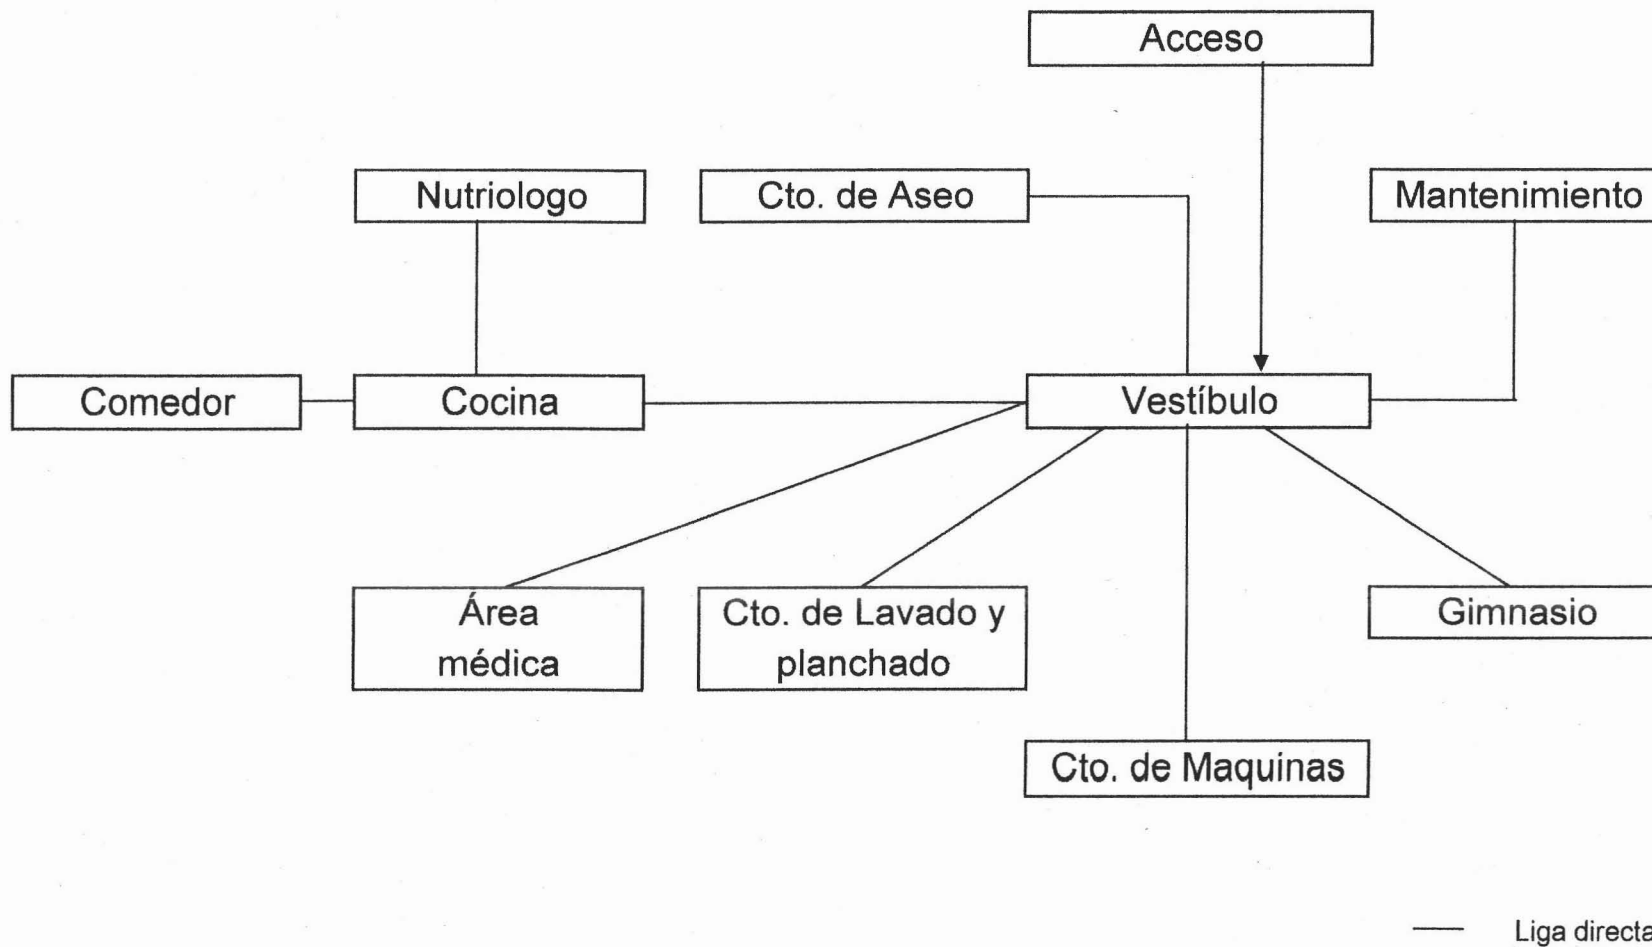 Acceso
Nutriologo
Cto. de Aseo
Mantenimiento
Comedor
Cocina
Vestíbulo
Área
médica
Cto. de Lavado y
planchado
Gimnasio
Cto. de Maquinas
Liga directa